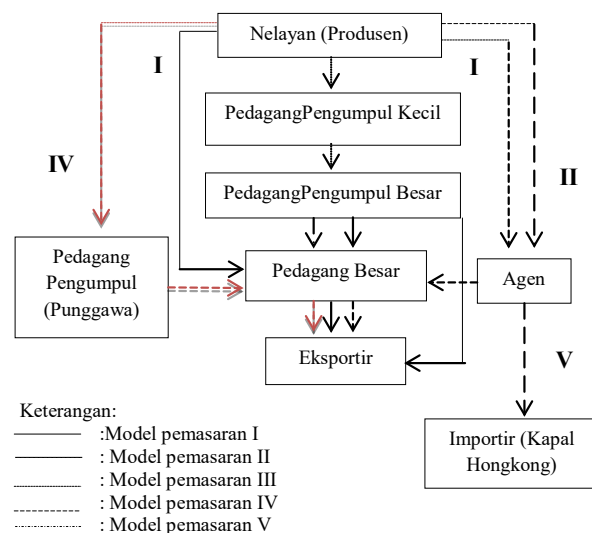 Nelayan (Produsen)
I
I
PedagangPengumpul Kecil
IV
II
PedagangPengumpul Besar
Pedagang
Pengumpul
(Punggawa)
Pedagang Besar
Agen
Eksportir
V
Importir (Kapal
Hongkong)
Keterangan:
:Model pemasaran I
: Model pemasaran II
: Model pemasaran III
: Model pemasaran IV
: Model pemasaran V